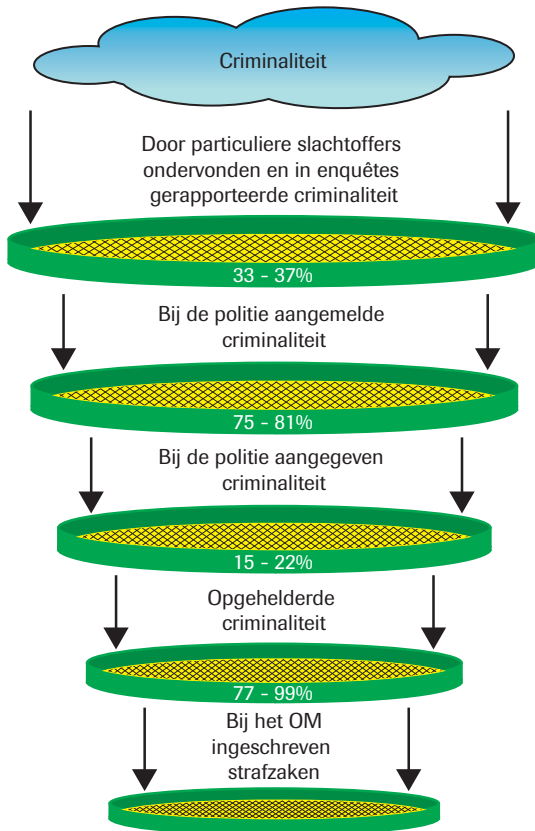 Criminaliteit
Door particuliere slachtoffers
ondervonden en in enquêtes
gerapporteerde criminaliteit
33 - 37%
Bij de politie aangemelde
criminaliteit
75 - 81%
Bij de politie aangegeven
criminaliteit
15 - 22%
Opgehelderde
criminaliteit
77 - 99%
Bij het OM
ingeschreven
strafzaken